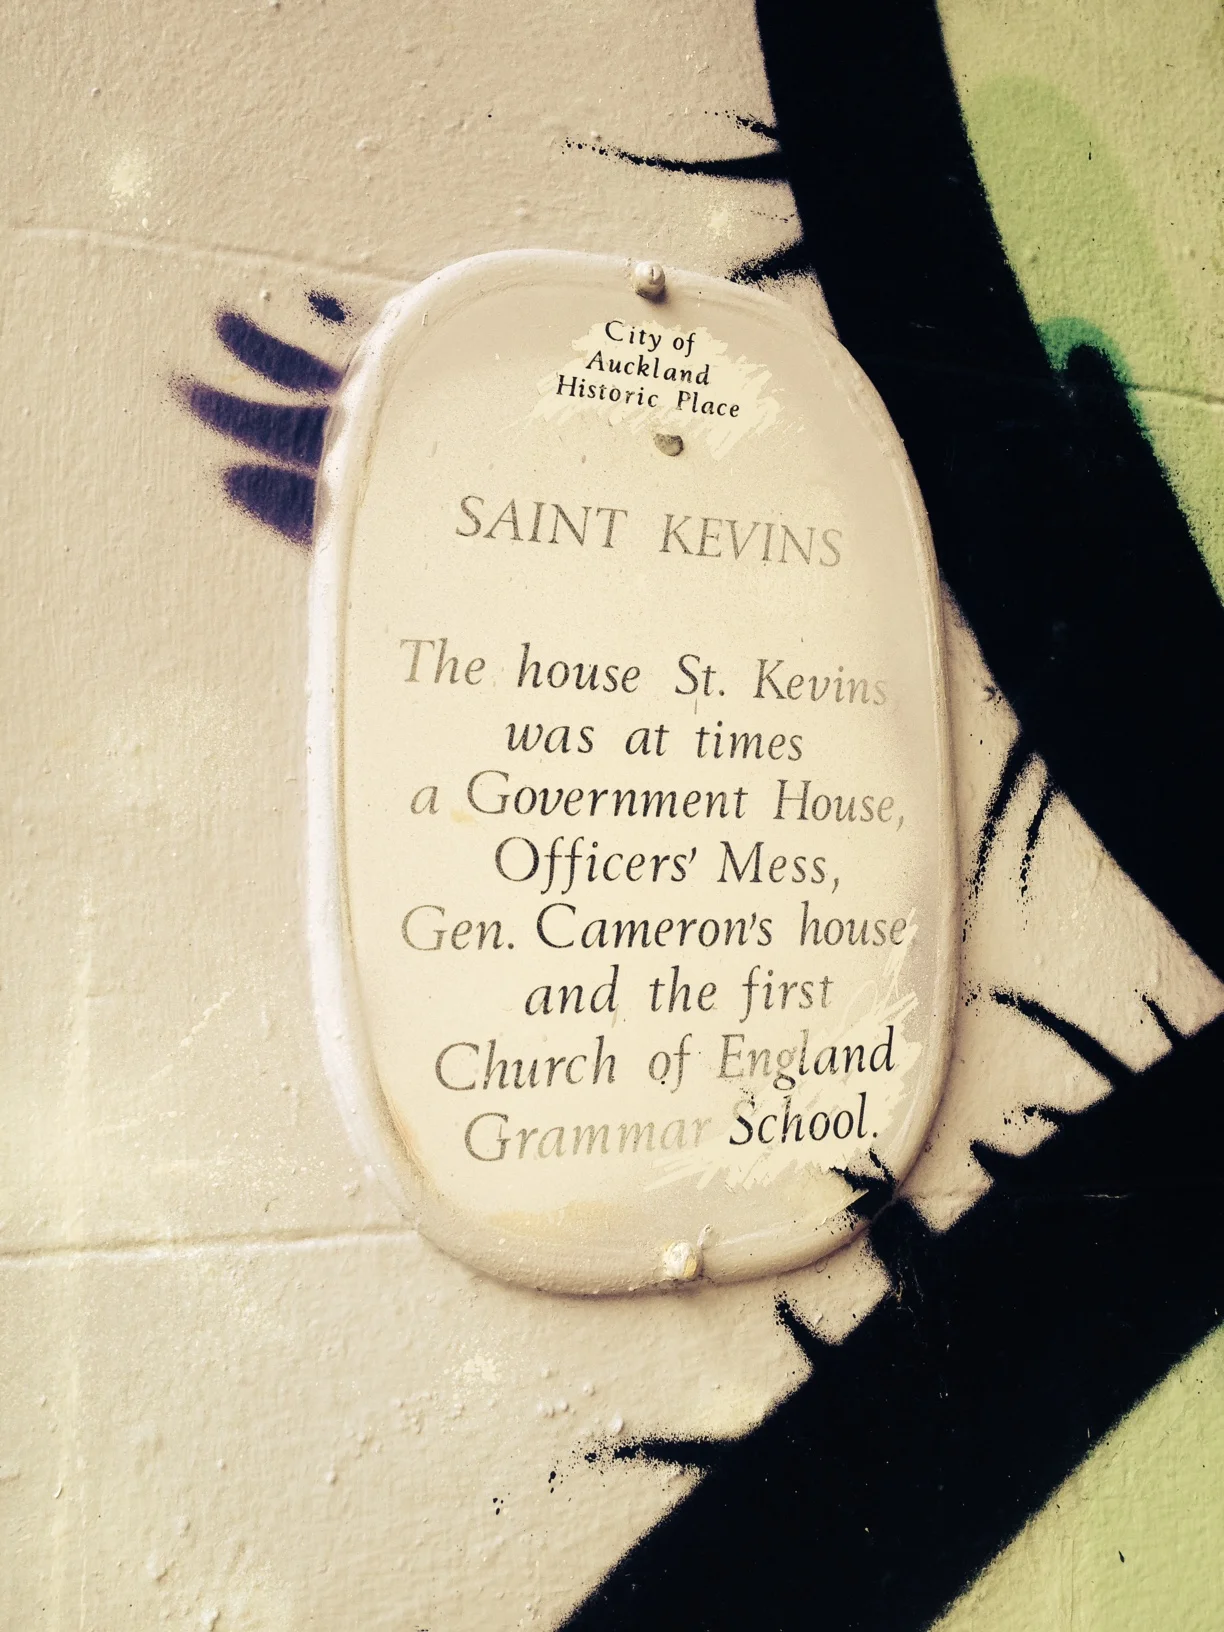 City of
Auckland
Historic Place
SAINT KEVINS
The house St. Kevins
was at times
a Government House,
Officers' Mess,
Gen. Cameron's house
and the first
Church of England
Grammar School.